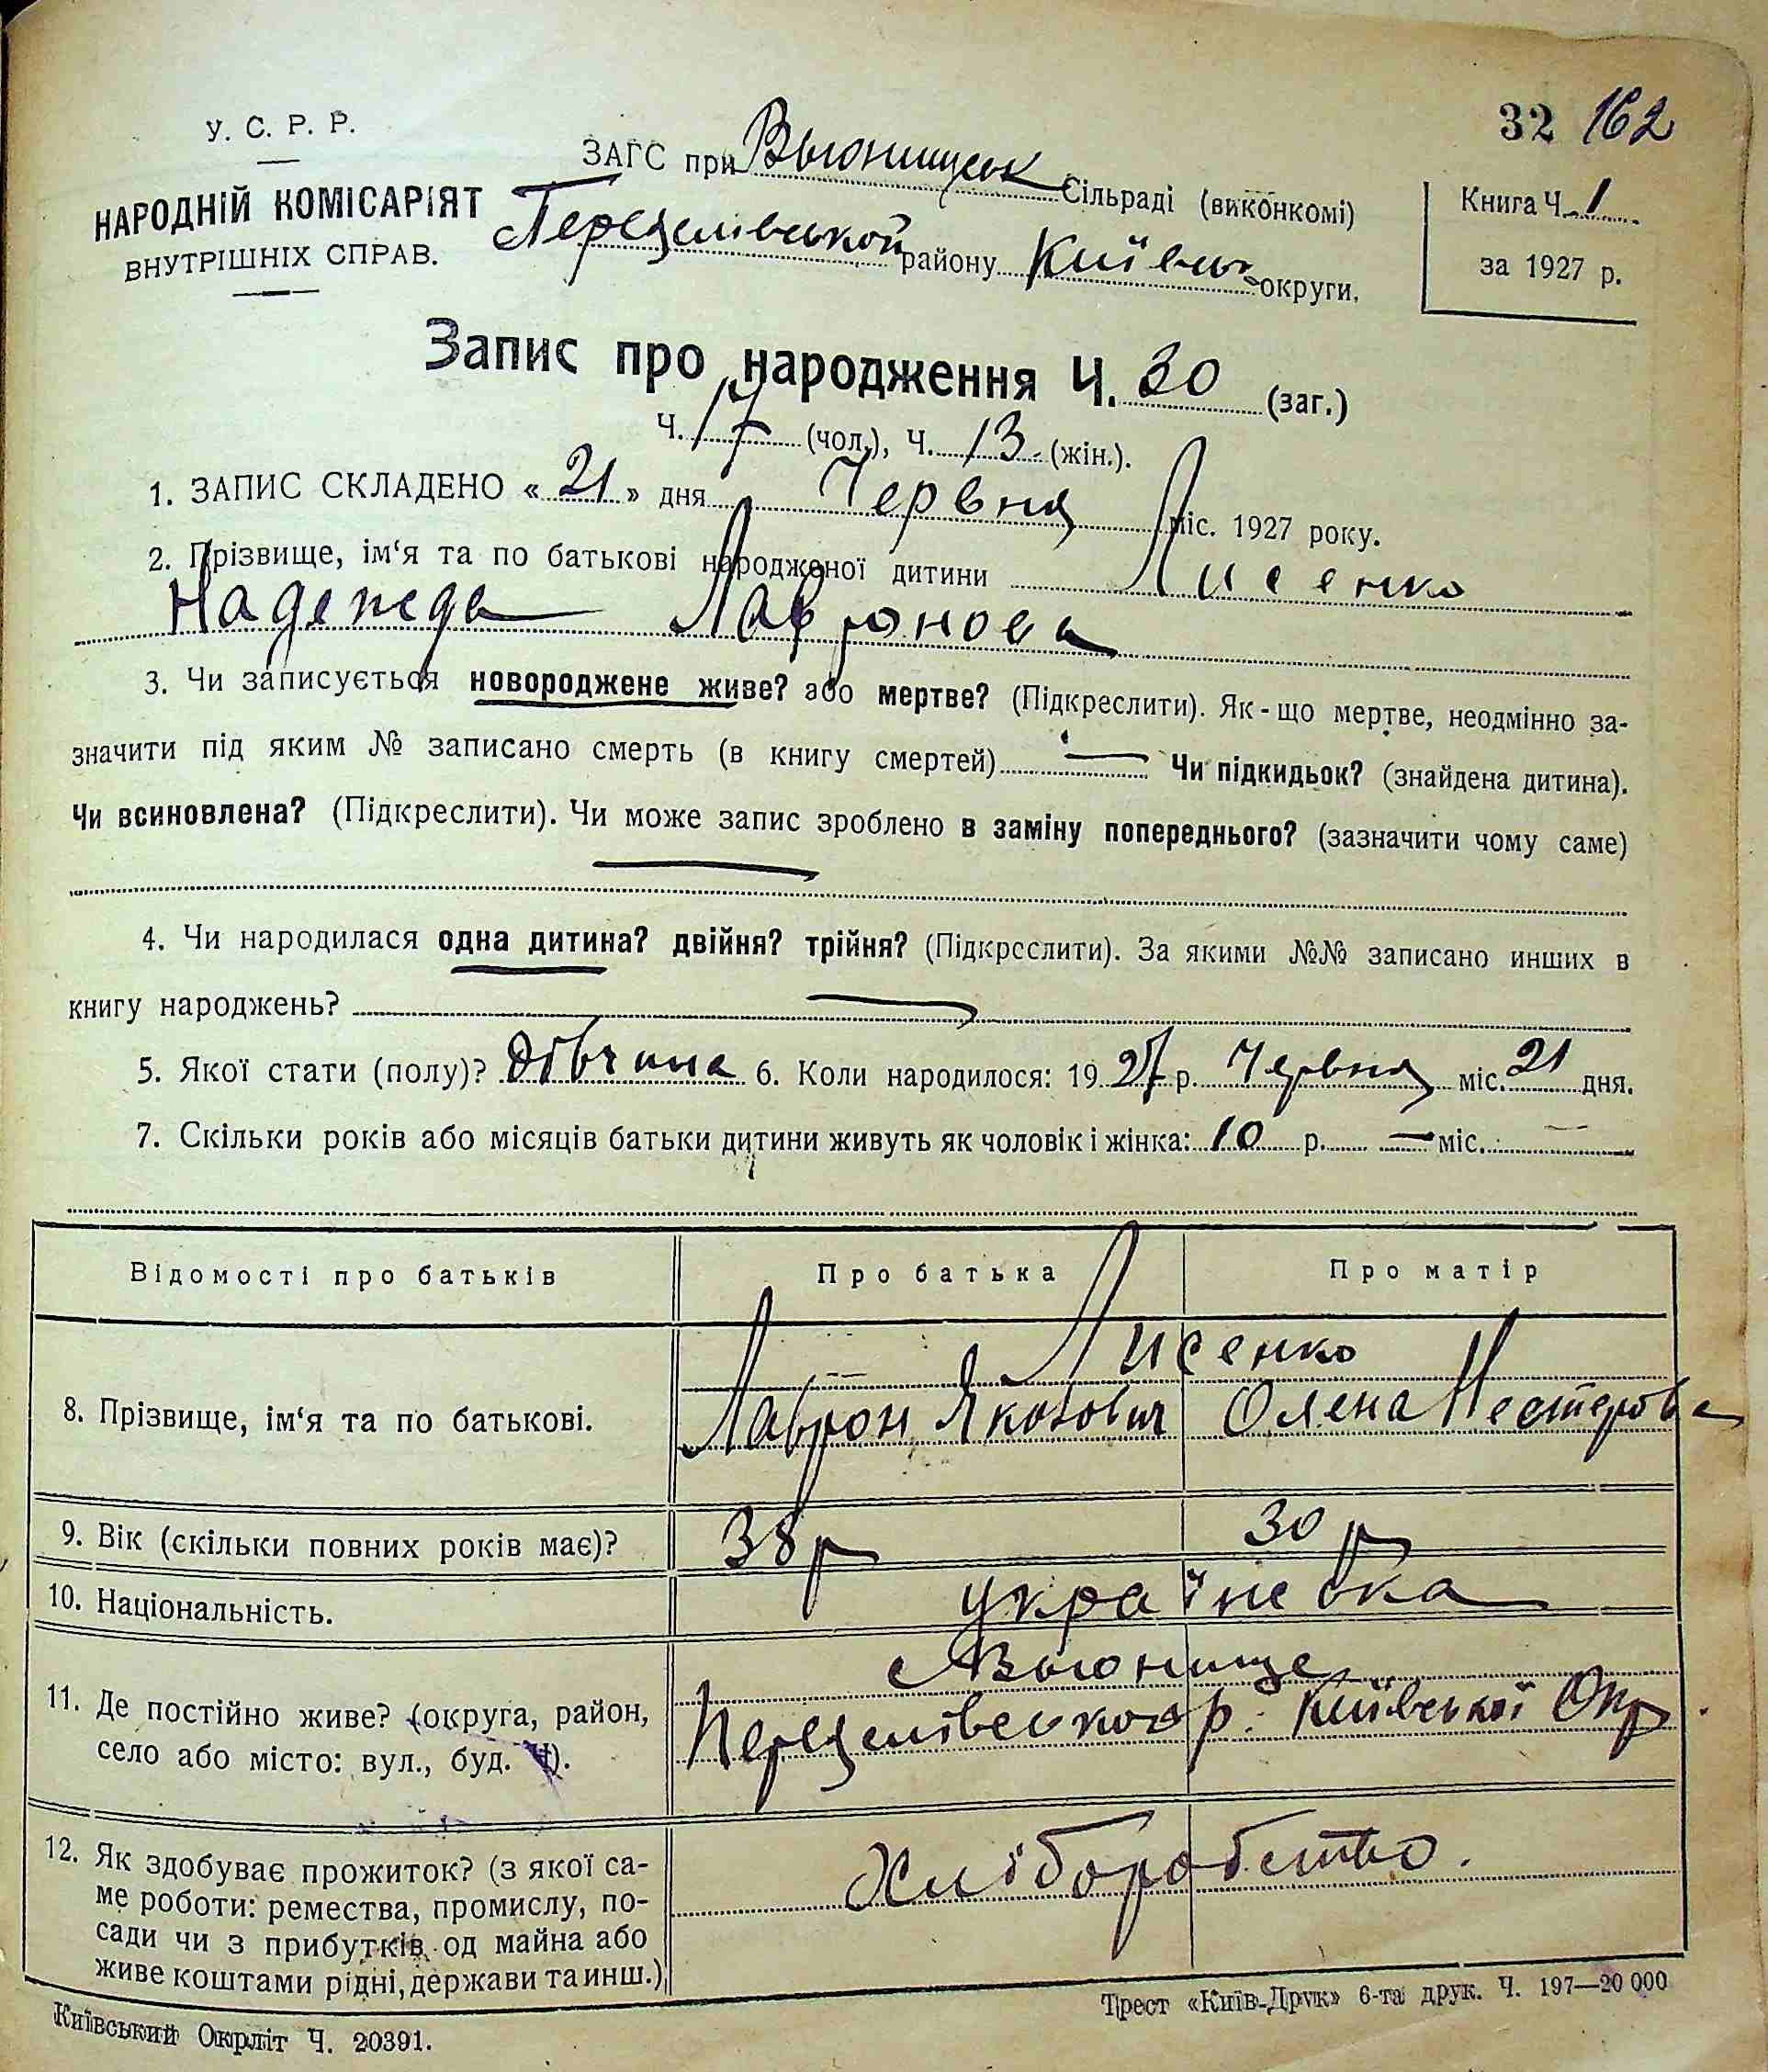 32 162
У. С. Р. Р.
НАРОДНІЙ КОМІСАРІЯТ
ВНУТРІШНІХ СПРАВ.
ЗАГС при Вьюнищськ Сільраді (виконкомі)
району Київсь округи.
Книга Ч. 1
за 1927 р.
Запис про народження Ч. 30 (заг.)
Ч. 17 (чол.), Ч. 13 (жін.).
1. ЗАПИС СКЛАДЕНО « 21 » дня Червня міс. 1927 року.
2. Прізвище, ім‘я та по батькові народженої дитини Лисенко
Надежда Лавронова
3. Чи записується новороджене живе? або мертве? (Підкреслити). Як-що мертве, неодмінно за-
значити під яким № записано смерть (в книгу смертей) — Чи підкидьок? (знайдена дитина).
Чи всиновлена? (Підкреслити). Чи може запис зроблено в заміну попереднього? (зазначити чому саме)
—
4. Чи народилася одна дитина? двійня? трійня? (Підкреслити). За якими №№ записано инших в
книгу народжень? —
5. Якої стати (полу)? Дівчина 6. Коли народилося: 19 27 р. Червня міс. 21 дня.
7. Скільки років або місяців батьки дитини живуть як чоловік і жінка: 10 р. — міс. —
Відомості про батьків Про батька Про матір
8. Прізвище, ім‘я та по батькові. Лисенко
Лаврон Якович Олена Нестерова
9. Вік (скільки повних років має)? 38 р 30 р
10. Національність. українська
11. Де постійно живе? (округа, район,
село або місто: вул., буд. Ч).
с Вьюнище
р. Київської Окр.
12. Як здобуває прожиток? (з якої са-
ме роботи: ремества, промислу, по-
сади чи з прибутків од майна або
живе коштами рідні, держави та инш.)
Хліборобство.
Київський Окрліт Ч. 20391.
Трест «Київ-Друк» 6-та друк. Ч. 197—20 000